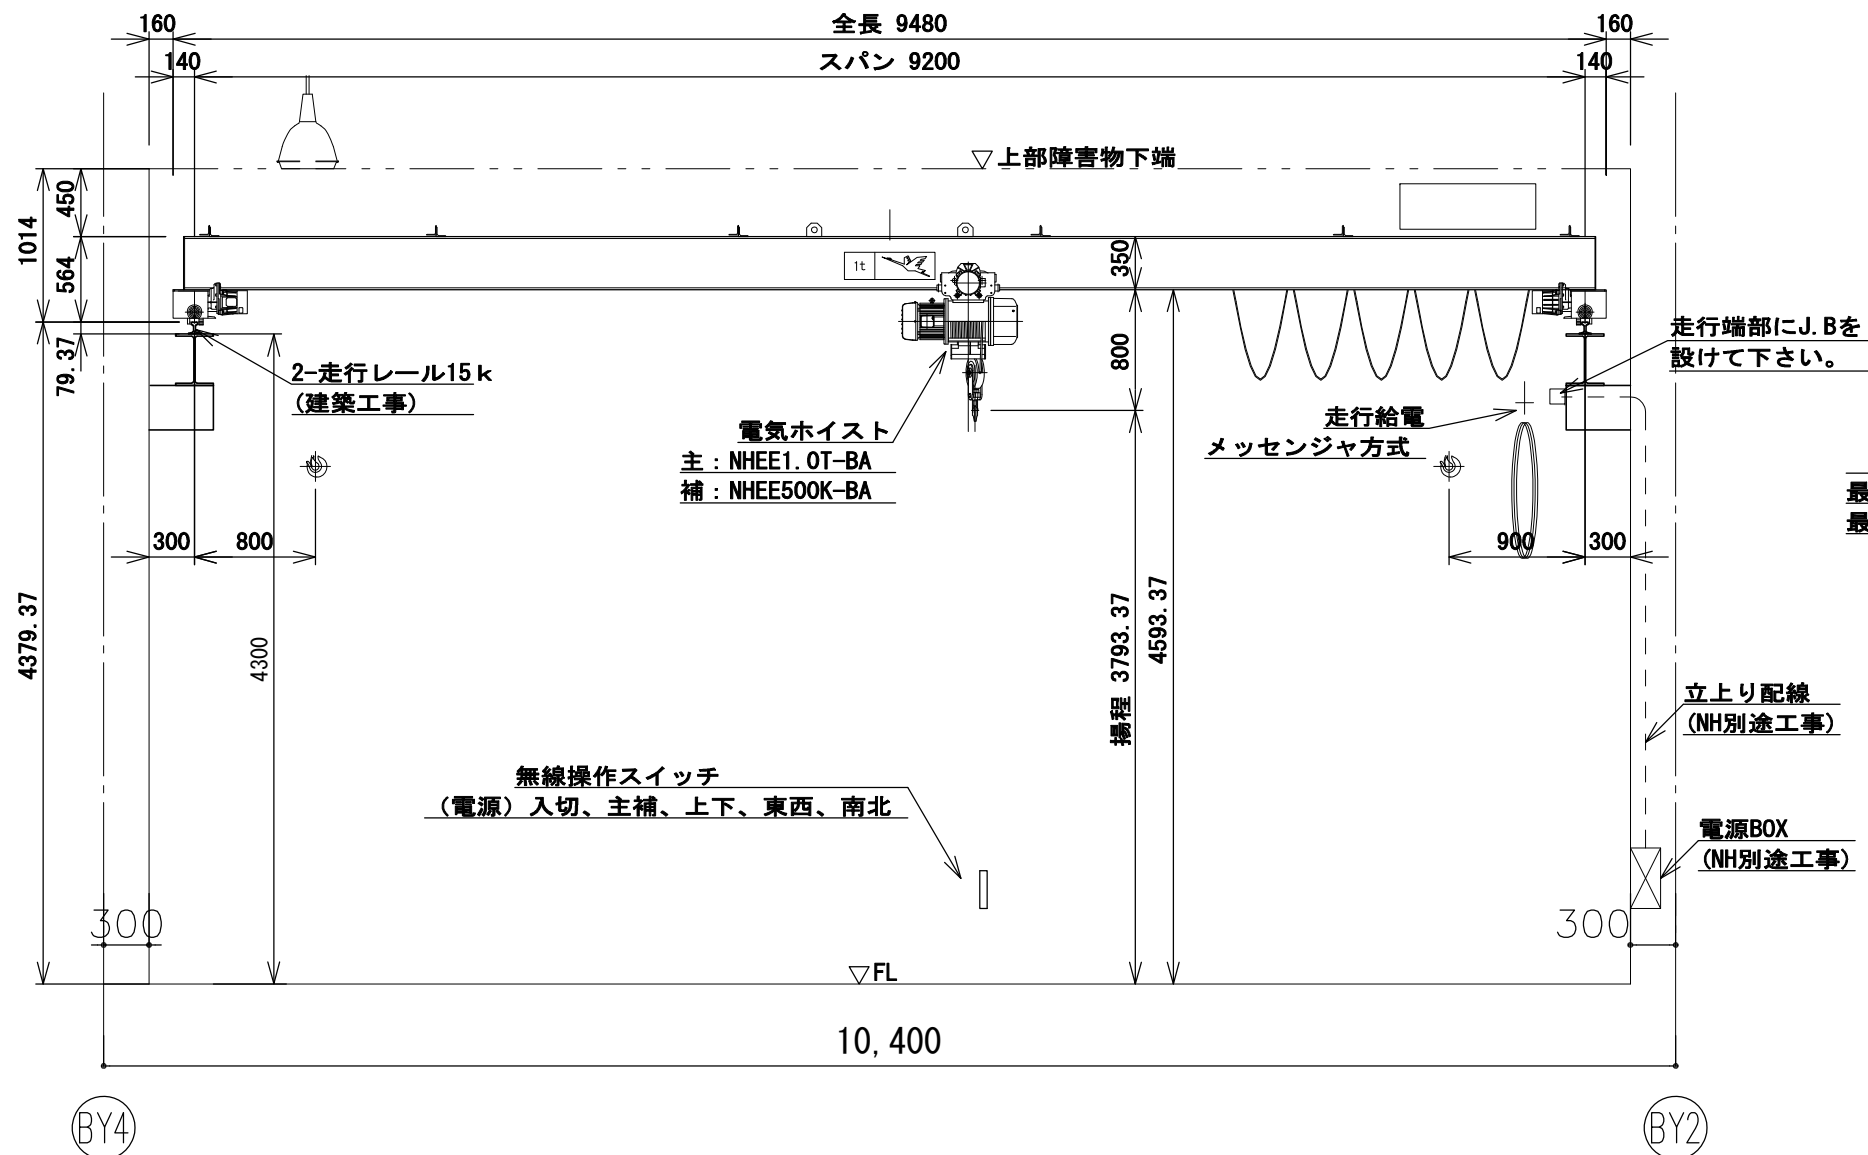 160
全長 9480
160
140
スパン 9200
140
上部障害物下端
1014
450
564
79.37
1t
350
800
2-走行レール15k
(建築工事)
電気ホイスト
主：NHEE1.0T-BA
補：NHEE500K-BA
走行給電
メッセンジャ方式
走行端部にJ.Bを
設けて下さい。
最
最
300
800
900
300
4379.37
4300
揚程 3793.37
4593.37
立上り配線
(NH別途工事)
無線操作スイッチ
（電源）入切、主補、上下、東西、南北
電源BOX
(NH別途工事)
300
300
FL
10,400
BY4
BY2